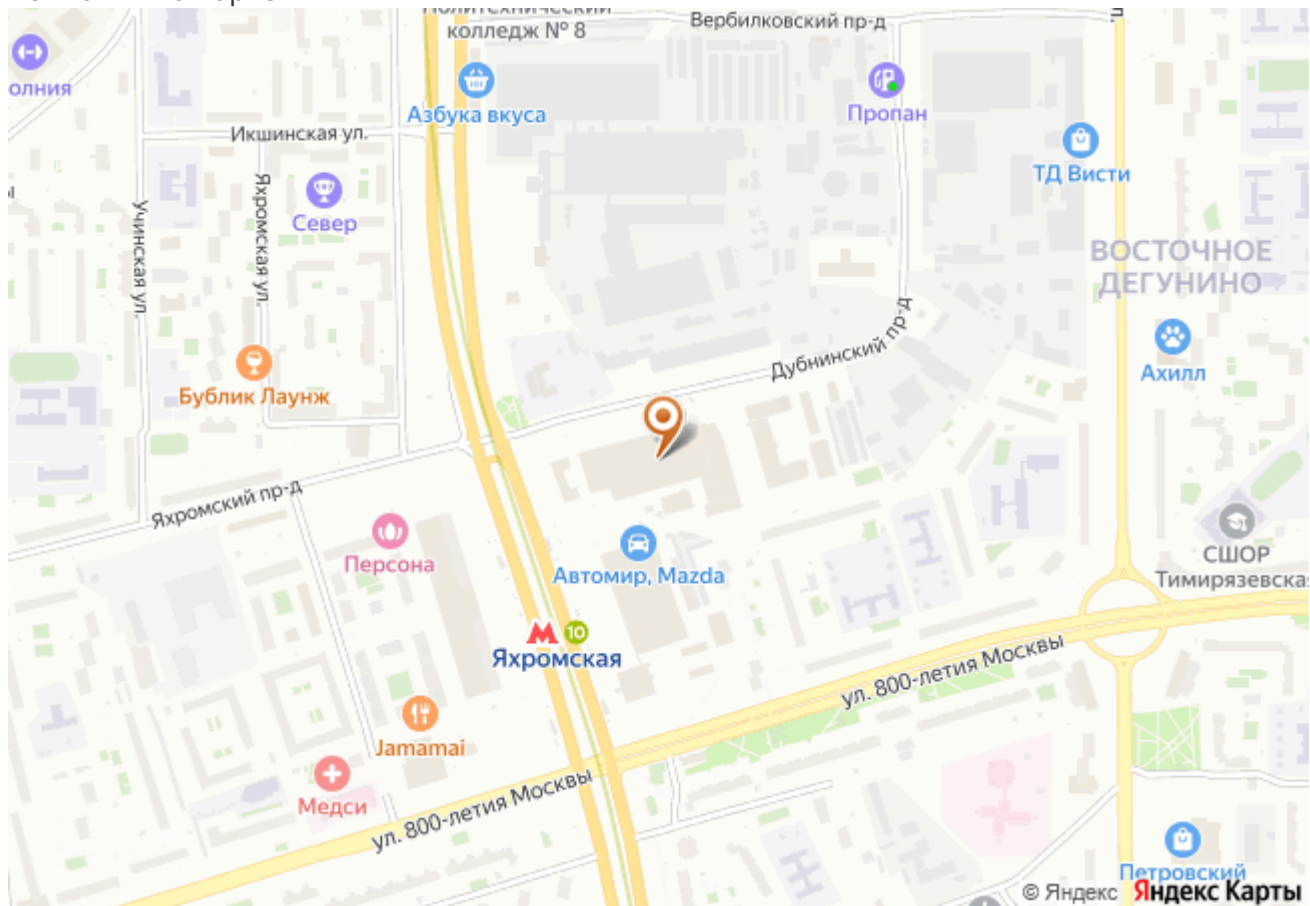 Политехнический
колледж № 8
Вербилковский пр-д
олния
Азбука вкуса
Пропан
Икшинская ул.
ТД Висти
Север
Яхромская ул.
Учинская ул.
ВОСТОЧНОЕ
ДЕГУНИНО
Дубнинский пр-д
Ахилл
Бублик Лаунж
Яхромский пр-д
Персона
Автомир, Mazda
СШОР
Тимирязевская
10
Яхромская
ул. 800-летия Москвы
Jamamai
Медси
ул. 800-летия Москвы
Петровский
© Яндекс Яндекс Карты